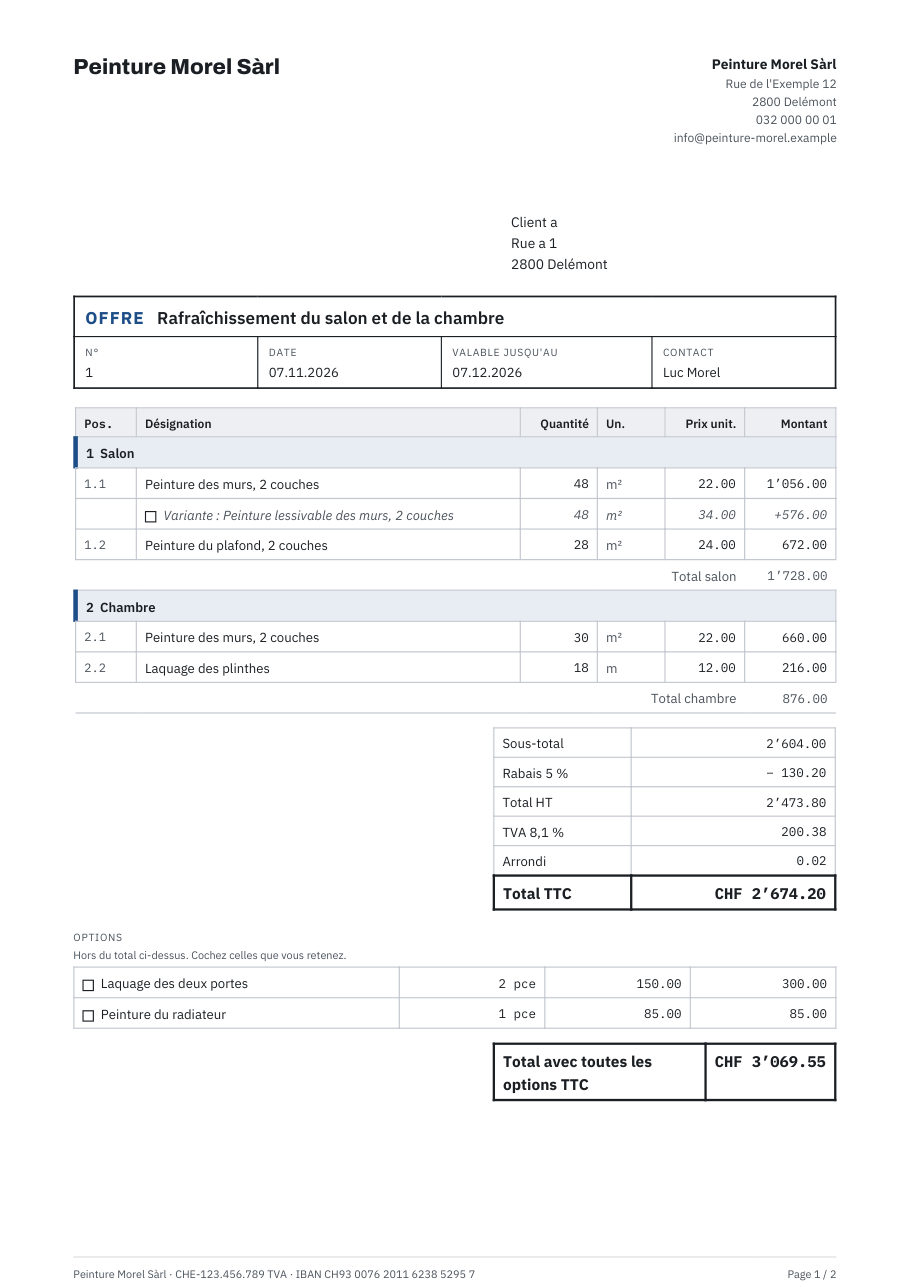 Peinture Morel Sàrl
Peinture Morel Sàrl
Rue de l'Exemple 12
2800 Delémont
032 000 00 01
info@peinture-morel.example
Client a
Rue a 1
2800 Delémont
OFFRE Rafraîchissement du salon et de la chambre
N° DATE VALABLE JUSQU'AU CONTACT
1 07.11.2026 07.12.2026 Luc Morel
Pos. Désignation Quantité Un. Prix unit. Montant
1 Salon
1.1 Peinture des murs, 2 couches 48 m² 22.00 1’056.00
☐ Variante : Peinture lessivable des murs, 2 couches 48 m² 34.00 +576.00
1.2 Peinture du plafond, 2 couches 28 m² 24.00 672.00
Total salon 1’728.00
2 Chambre
2.1 Peinture des murs, 2 couches 30 m² 22.00 660.00
2.2 Laquage des plinthes 18 m 12.00 216.00
Total chambre 876.00
Sous-total 2’604.00
Rabais 5 % − 130.20
Total HT 2’473.80
TVA 8,1 % 200.38
Arrondi 0.02
Total TTC CHF 2’674.20
OPTIONS
Hors du total ci-dessus. Cochez celles que vous retenez.
☐ Laquage des deux portes 2 pce 150.00 300.00
☐ Peinture du radiateur 1 pce 85.00 85.00
Total avec toutes les CHF 3’069.55
options TTC
Peinture Morel Sàrl · CHE-123.456.789 TVA · IBAN CH93 0076 2011 6238 5295 7 Page 1 / 2